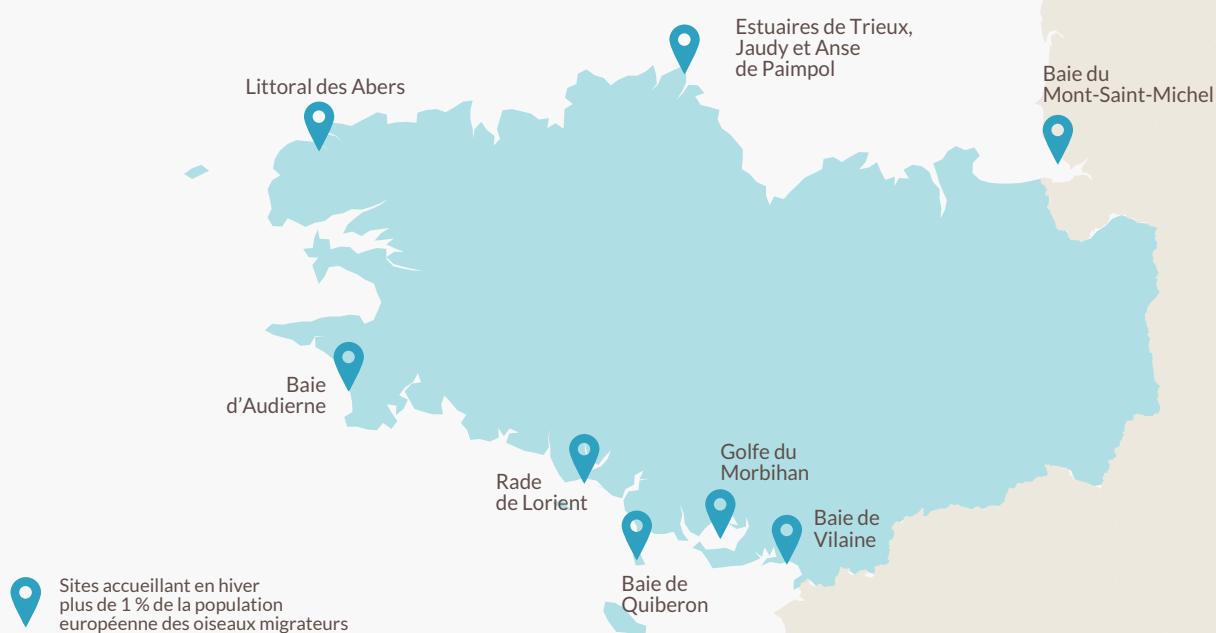 Estuaires de Trieux,
Jaudy et Anse
de Paimpol
Baie du
Mont-Saint-Michel
Littoral des Abers
Baie
d’Audierne
Rade
de Lorient
Golfe du
Morbihan
Baie de
Vilaine
Baie de
Quiberon
Sites accueillant en hiver
plus de 1 % de la population
européenne des oiseaux migrateurs